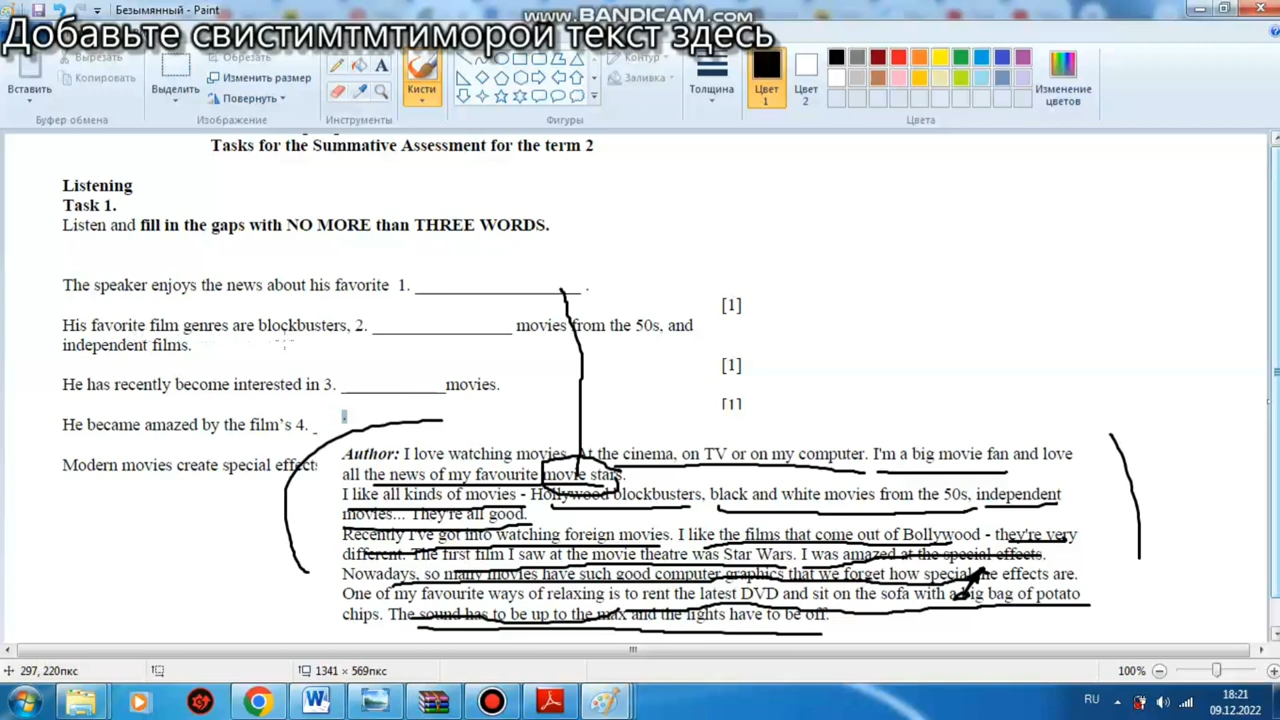 www.BANDICAM.com
Безымянный - Paint
Добавьте свистимтмтиморой текст здесь
Обрезать
Контур
Вставить
Копировать
Выделить
Изменить размер
Повернуть
Кисти
Заливка
Толщина
Цвет 1
Цвет 2
Изменение цветов
Буфер обмена
Изображение
Инструменты
Фигуры
Цвета
Tasks for the Summative Assessment for the term 2
Listening
Task 1.
Listen and fill in the gaps with NO MORE than THREE WORDS.
The speaker enjoys the news about his favorite 1. _______________ .
[1]
His favorite film genres are blockbusters, 2. _____________ movies from the 50s, and
independent films.
[1]
He has recently become interested in 3. __________movies.
[1]
He became amazed by the film's 4. _
Modern movies create special effects
Author: I love watching movies. At the cinema, on TV or on my computer. I'm a big movie fan and love
all the news of my favourite movie stars.
I like all kinds of movies - Hollywood blockbusters, black and white movies from the 50s, independent
movies... They're all good.
Recently I've got into watching foreign movies. I like the films that come out of Bollywood - they're very
different. The first film I saw at the movie theatre was Star Wars. I was amazed at the special effects.
Nowadays, so many movies have such good computer graphics that we forget how special the effects are.
One of my favourite ways of relaxing is to rent the latest DVD and sit on the sofa with a big bag of potato
chips. The sound has to be up to the max and the lights have to be off.
297, 220пкс
1341 × 569пкс
100%
RU
18:21
09.12.2022